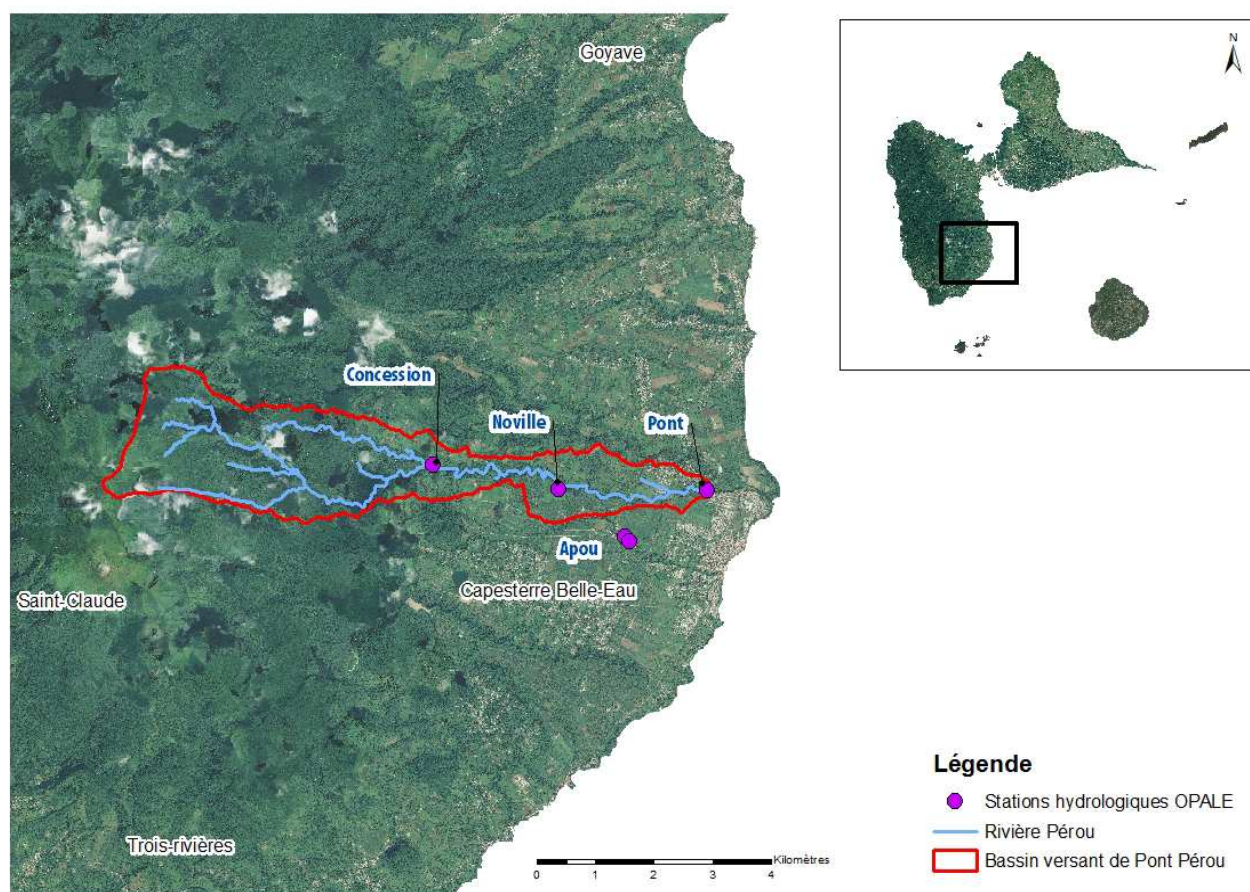 Goyave
N
Concession
Noville
Pont
Apou
Capesterre Belle-Eau
Saint-Claude
Trois-rivières
Kilomètres
0 1 2 3 4
Légende
Stations hydrologiques OPALE
Rivière Pérou
Bassin versant de Pont Pérou